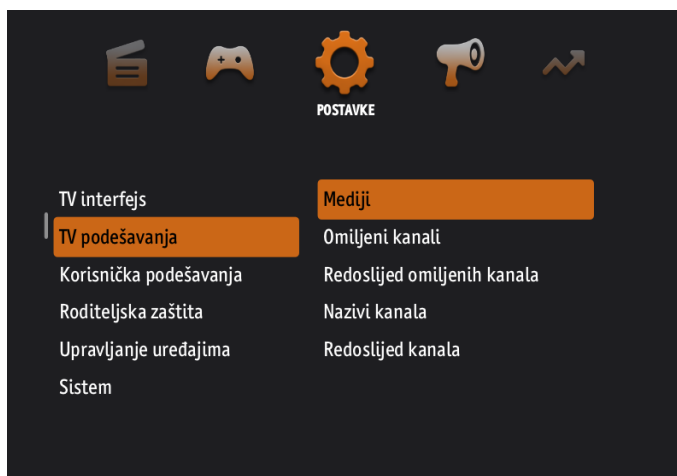 POSTAVKE
TV interfejs
TV podešavanja
Korisnička podešavanja
Roditeljska zaštita
Upravljanje uređajima
Sistem
Mediji
Omiljeni kanali
Redoslijed omiljenih kanala
Nazivi kanala
Redoslijed kanala